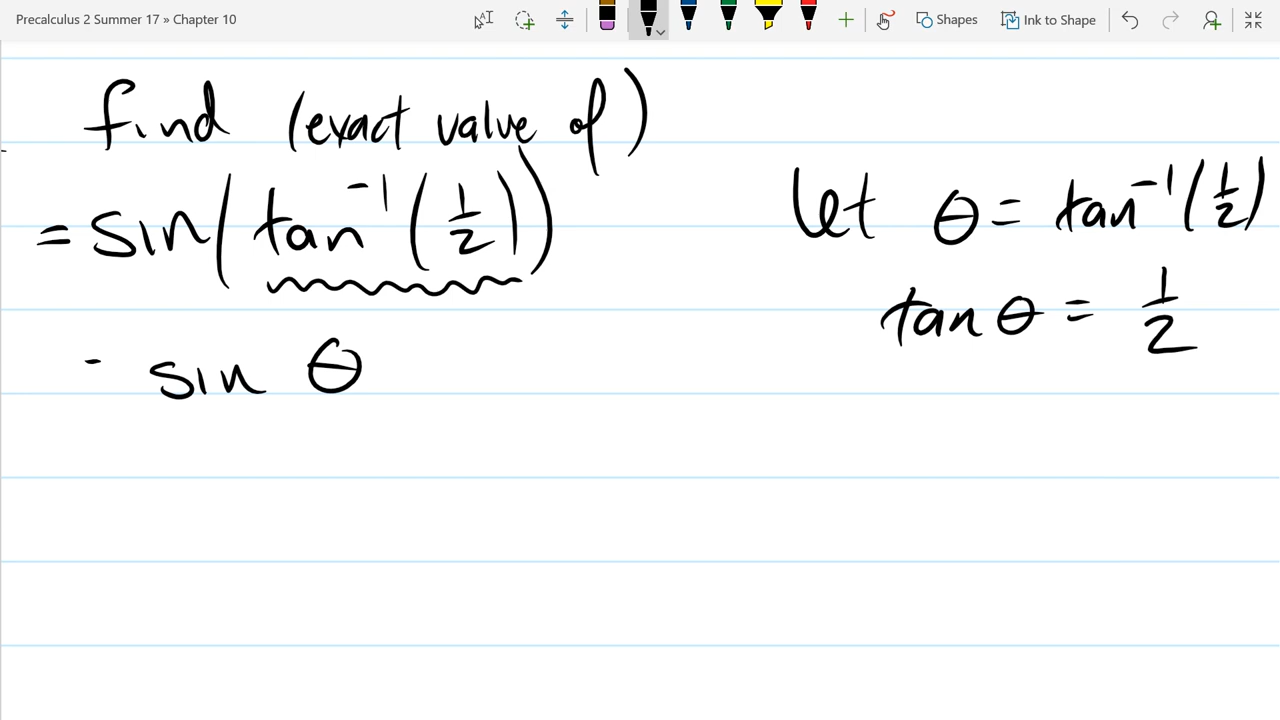 Precalculus 2 Summer 17 » Chapter 10
Shapes
Ink to Shape
find (exact value of)
= sin(tan⁻¹(1/2))
= sin θ
let θ = tan⁻¹(1/2)
tan θ = 1/2